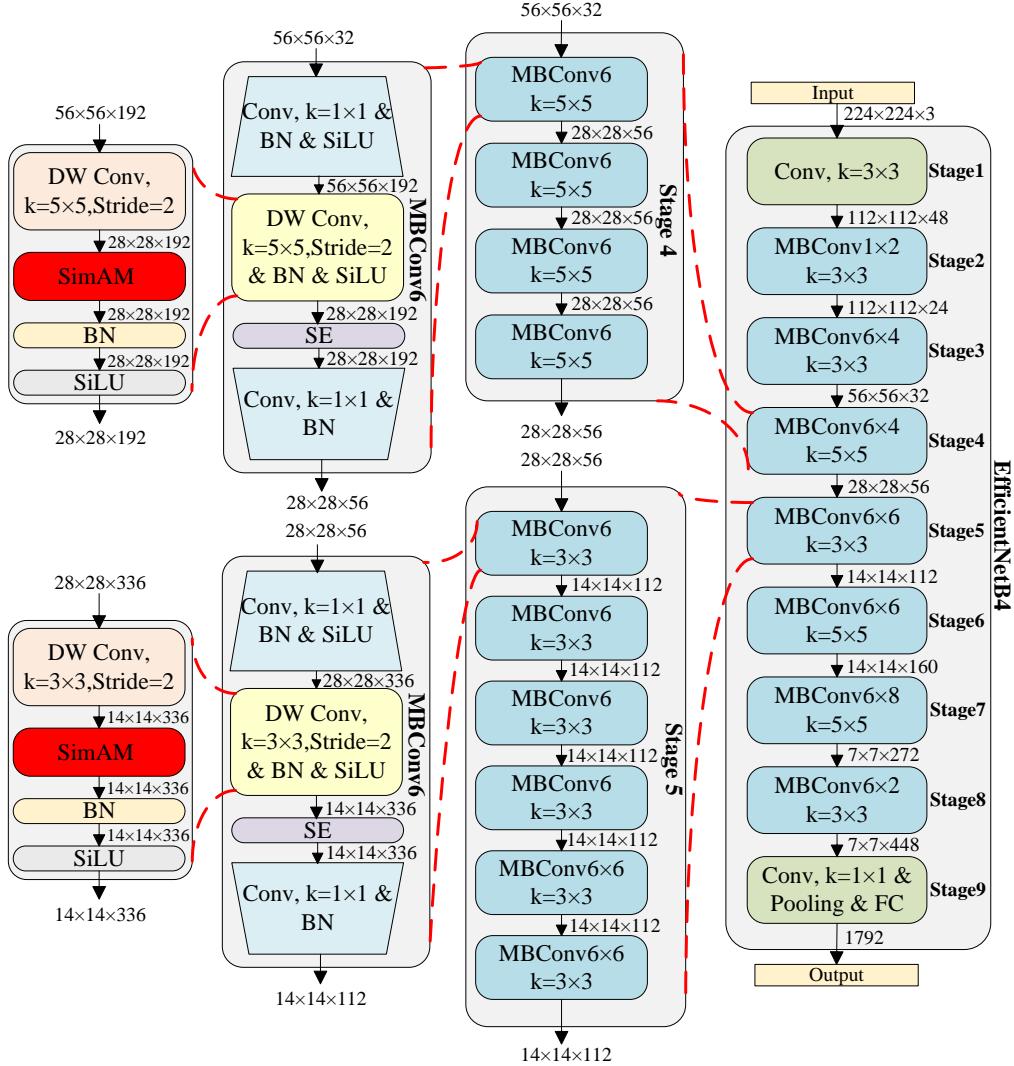 56×56×192
DW Conv,
k=5×5,Stride=2
28×28×192
SimAM
28×28×192
BN
28×28×192
SiLU
28×28×192
56×56×32
Conv, k=1×1 &
BN & SiLU
56×56×192
DW Conv,
k=5×5,Stride=2
& BN & SiLU
28×28×192
SE
28×28×192
Conv, k=1×1 &
BN
MBConv6
28×28×56
56×56×32
MBConv6
k=5×5
28×28×56
MBConv6
k=5×5
28×28×56
MBConv6
k=5×5
28×28×56
MBConv6
k=5×5
Stage 4
28×28×56
28×28×336
DW Conv,
k=3×3,Stride=2
14×14×336
SimAM
14×14×336
BN
14×14×336
SiLU
14×14×336
28×28×56
Conv, k=1×1 &
BN & SiLU
28×28×336
DW Conv,
k=3×3,Stride=2
& BN & SiLU
14×14×336
SE
14×14×336
Conv, k=1×1 &
BN
MBConv6
14×14×112
28×28×56
MBConv6
k=3×3
14×14×112
MBConv6
k=3×3
14×14×112
MBConv6
k=3×3
14×14×112
MBConv6
k=3×3
14×14×112
MBConv6×6
k=3×3
14×14×112
MBConv6×6
k=3×3
Stage 5
14×14×112
Input
224×224×3
Conv, k=3×3
Stage1
112×112×48
MBConv1×2
k=3×3
Stage2
112×112×24
MBConv6×4
k=3×3
Stage3
56×56×32
MBConv6×4
k=5×5
Stage4
28×28×56
MBConv6×6
k=3×3
Stage5
14×14×112
MBConv6×6
k=5×5
Stage6
14×14×160
MBConv6×8
k=5×5
Stage7
7×7×272
MBConv6×2
k=3×3
Stage8
7×7×448
Conv, k=1×1 &
Pooling & FC
Stage9
1792
Output
EfficientNetB4